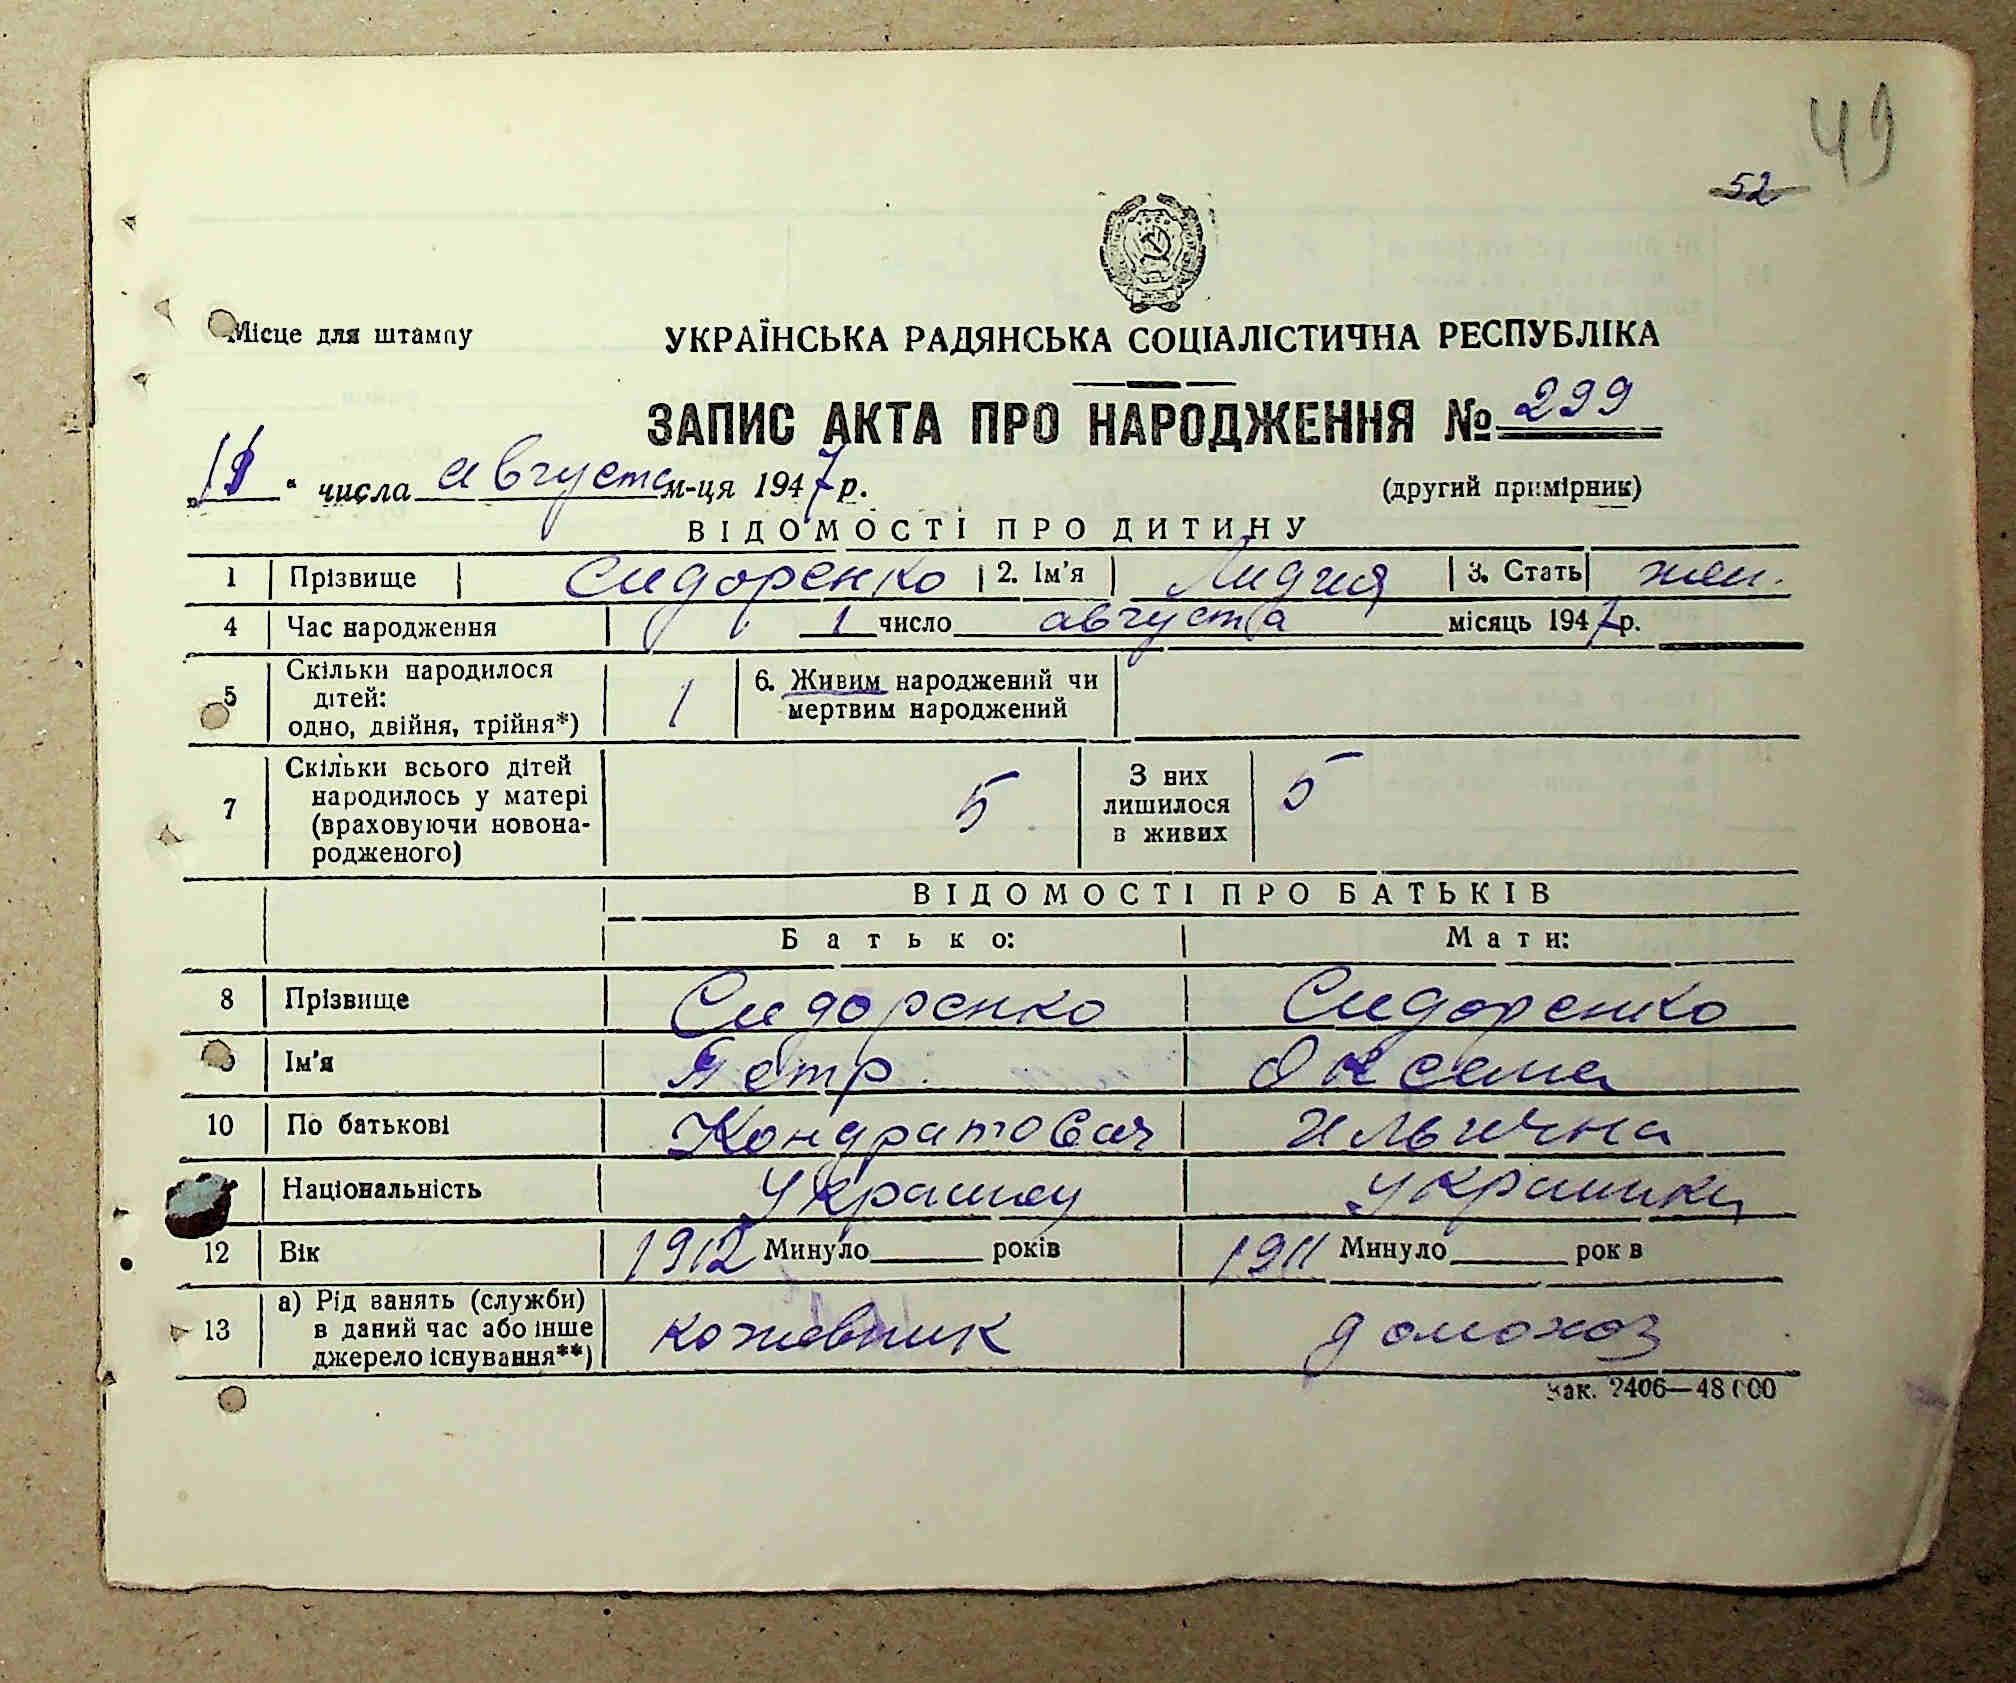 49
52
Місце для штампу
УКРАЇНСЬКА РАДЯНСЬКА СОЦІАЛІСТИЧНА РЕСПУБЛІКА
ЗАПИС АКТА ПРО НАРОДЖЕННЯ № 299
„ " числа августа м-ця 1947 р. (другий примірник)
ВІДОМОСТІ ПРО ДИТИНУ
1 Прізвище Сидоренко 2. Ім'я Лидия 3. Стать жен.
4 Час народження 1 число августа місяць 1947 р.
5 Скільки народилося
дітей:
одно, двійня, трійня*) 1
6. Живим народжений чи
мертвим народжений
7 Скільки всього дітей
народилось у матері
(враховуючи новона-
родженого) 5
З них
лишилося
в живих 5
ВІДОМОСТІ ПРО БАТЬКІВ
Батько: Мати:
8 Прізвище Сидоренко Сидоренко
Ім'я Петр Оксена
10 По батькові Кондратович Ильична
Національність Украинец Украинка
12 Вік 1912 Минуло років 1911 Минуло рок в
13 а) Рід занять (служби)
в даний час або інше
джерело існування**) кожевник домохоз
Зак. 2406—48 000